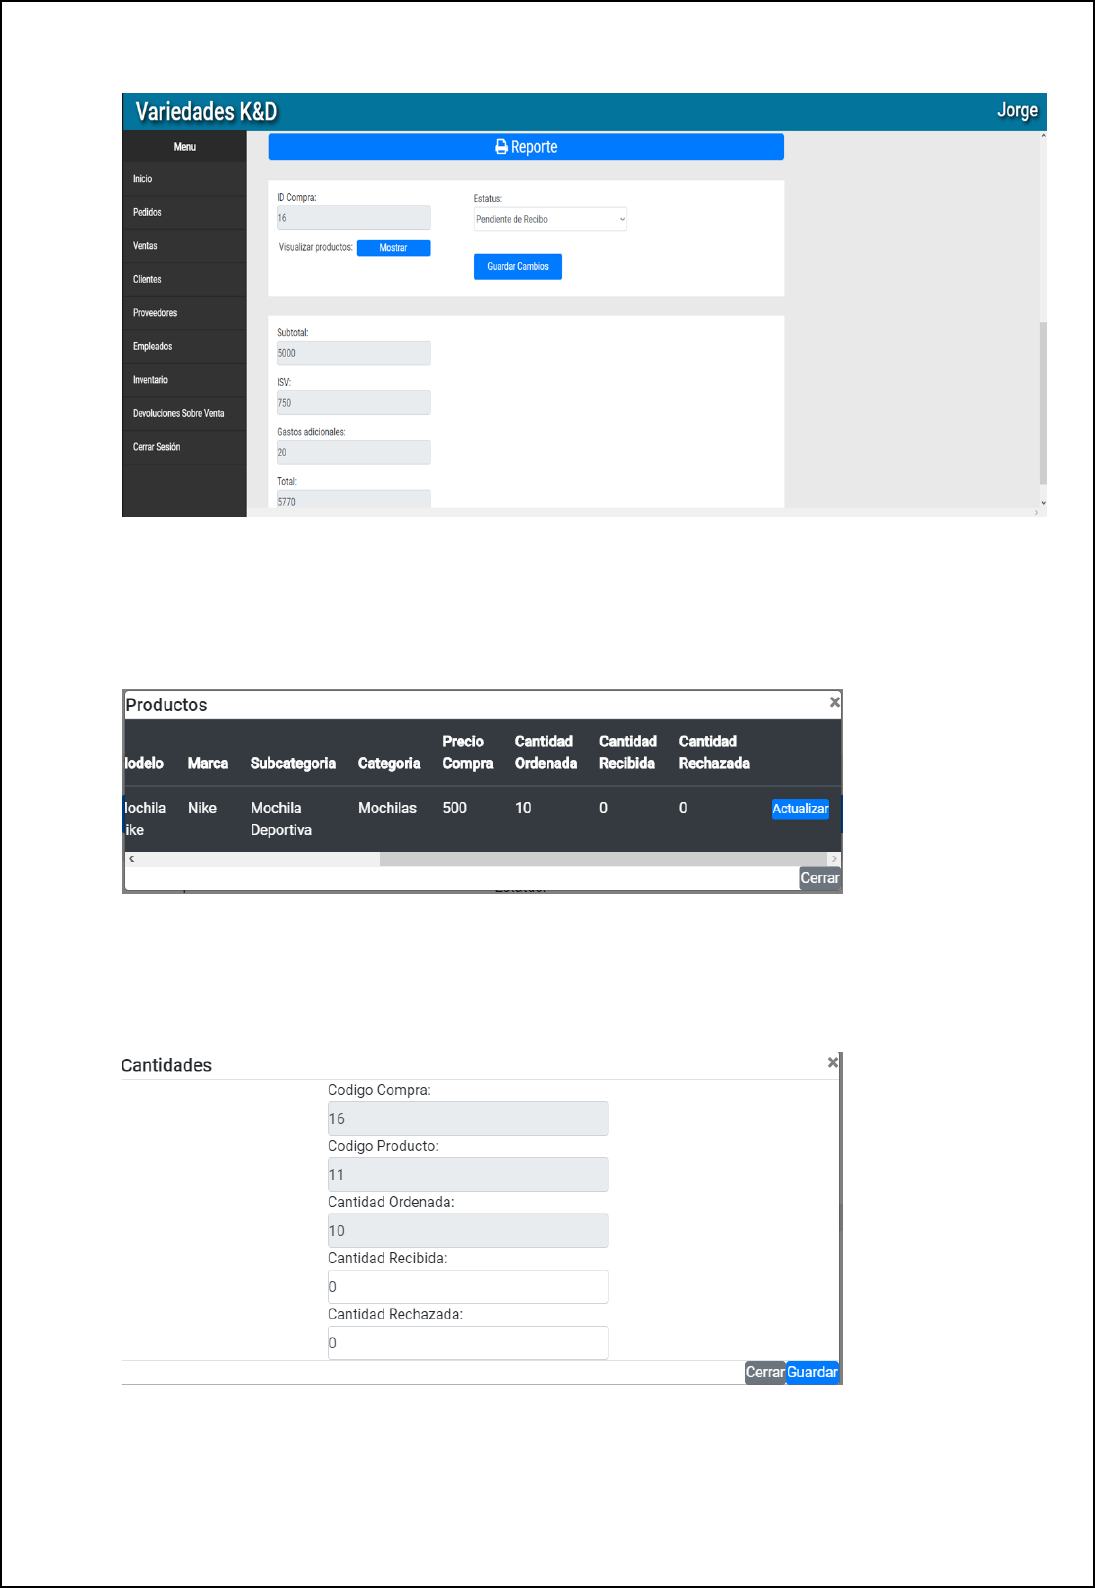 Variedades K&D
Jorge
Menu
Inicio
Pedidos
Ventas
Clientes
Proveedores
Empleados
Inventario
Devoluciones Sobre Venta
Cerrar Sesión
Reporte
ID Compra:
16
Visualizar productos: Mostrar
Estatus:
Pendiente de Recibo
Guardar Cambios
Subtotal:
5000
ISV:
750
Gastos adicionales:
20
Total:
5770
Productos
lodelo Marca Subcategoria Categoria Precio Compra Cantidad Ordenada Cantidad Recibida Cantidad Rechazada
lochila Nike Mochila Mochilas 500 10 0 0 Actualizar
ike Deportiva
Cerrar
Cantidades
Codigo Compra:
16
Codigo Producto:
11
Cantidad Ordenada:
10
Cantidad Recibida:
0
Cantidad Rechazada:
0
Cerrar Guardar